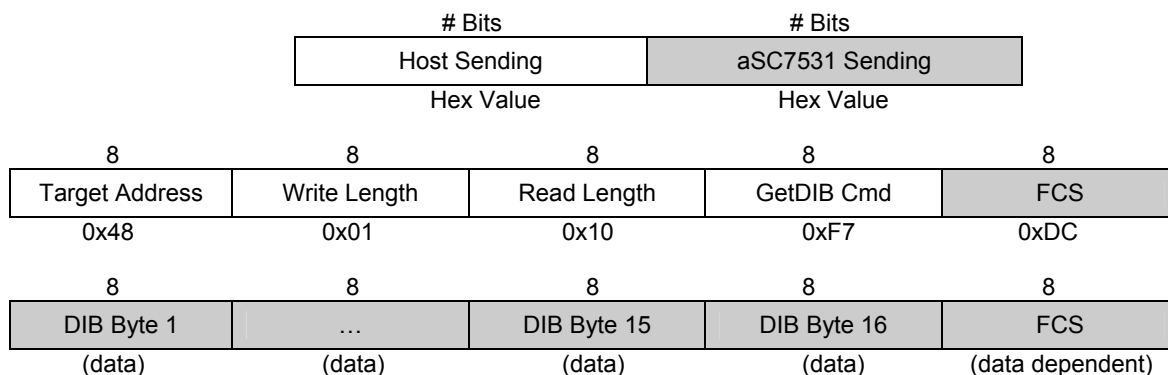 # Bits # Bits
Host Sending aSC7531 Sending
Hex Value Hex Value
8 8 8 8 8
Target Address Write Length Read Length GetDIB Cmd FCS
0x48 0x01 0x10 0xF7 0xDC
8 8 8 8 8
DIB Byte 1 … DIB Byte 15 DIB Byte 16 FCS
(data) (data) (data) (data) (data dependent)